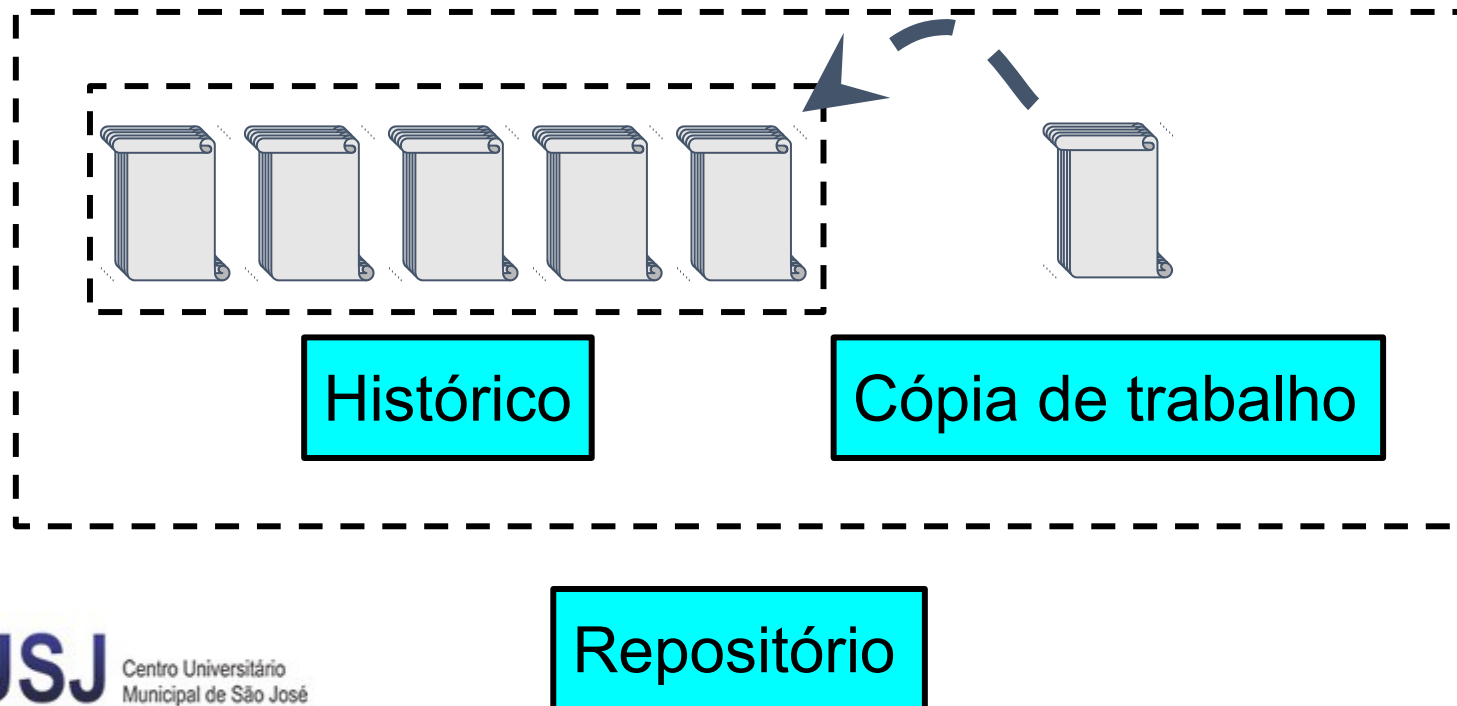 Histórico
Cópia de trabalho
Repositório
USJ
Centro Universitário
Municipal de São José